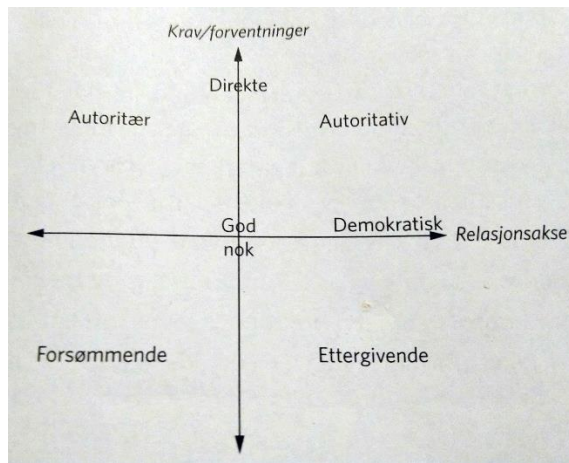 Krav/forventninger
Direkte
Autoritær
Autoritativ
God
nok
Demokratisk
Relasjonsakse
Forsømmende
Ettergivende